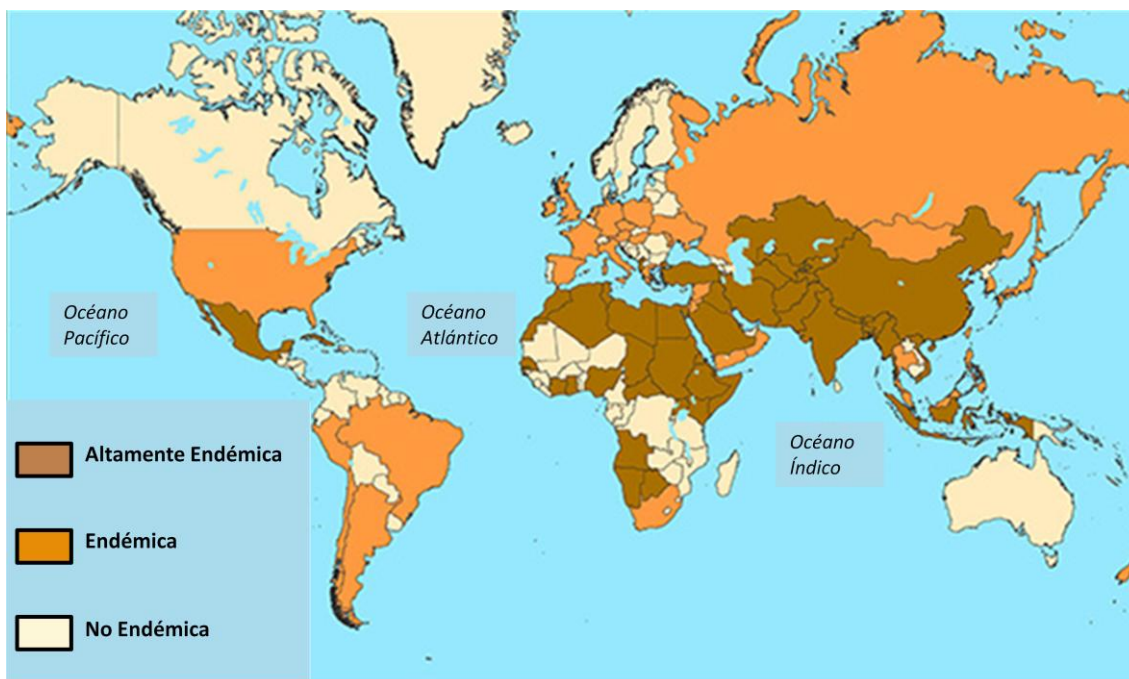 Océano
Pacífico
Océano
Atlántico
Océano
Índico
Altamente Endémica
Endémica
No Endémica